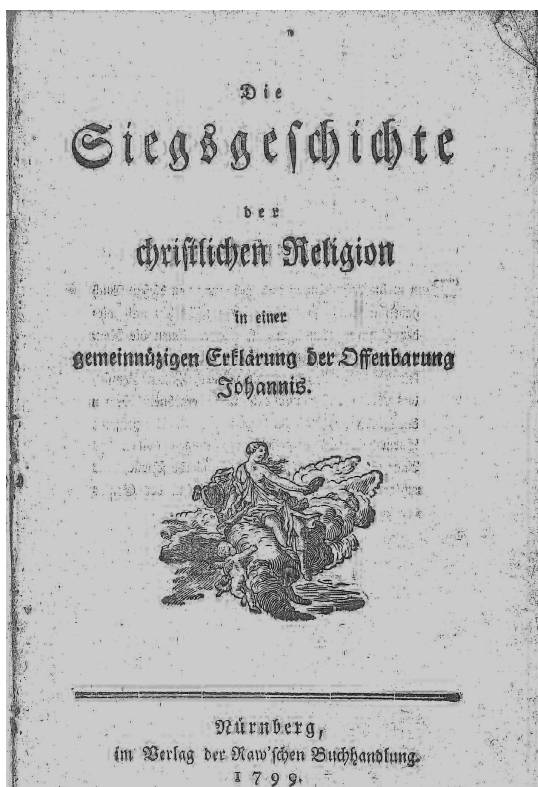 Die
Siegsgeschichte
der
christlichen Religion
in einer
gemeinnüzigen Erklärung der Offenbarung
Johannis.
Nürnberg,
im Verlag der Raw'schen Buchhandlung.
1799.